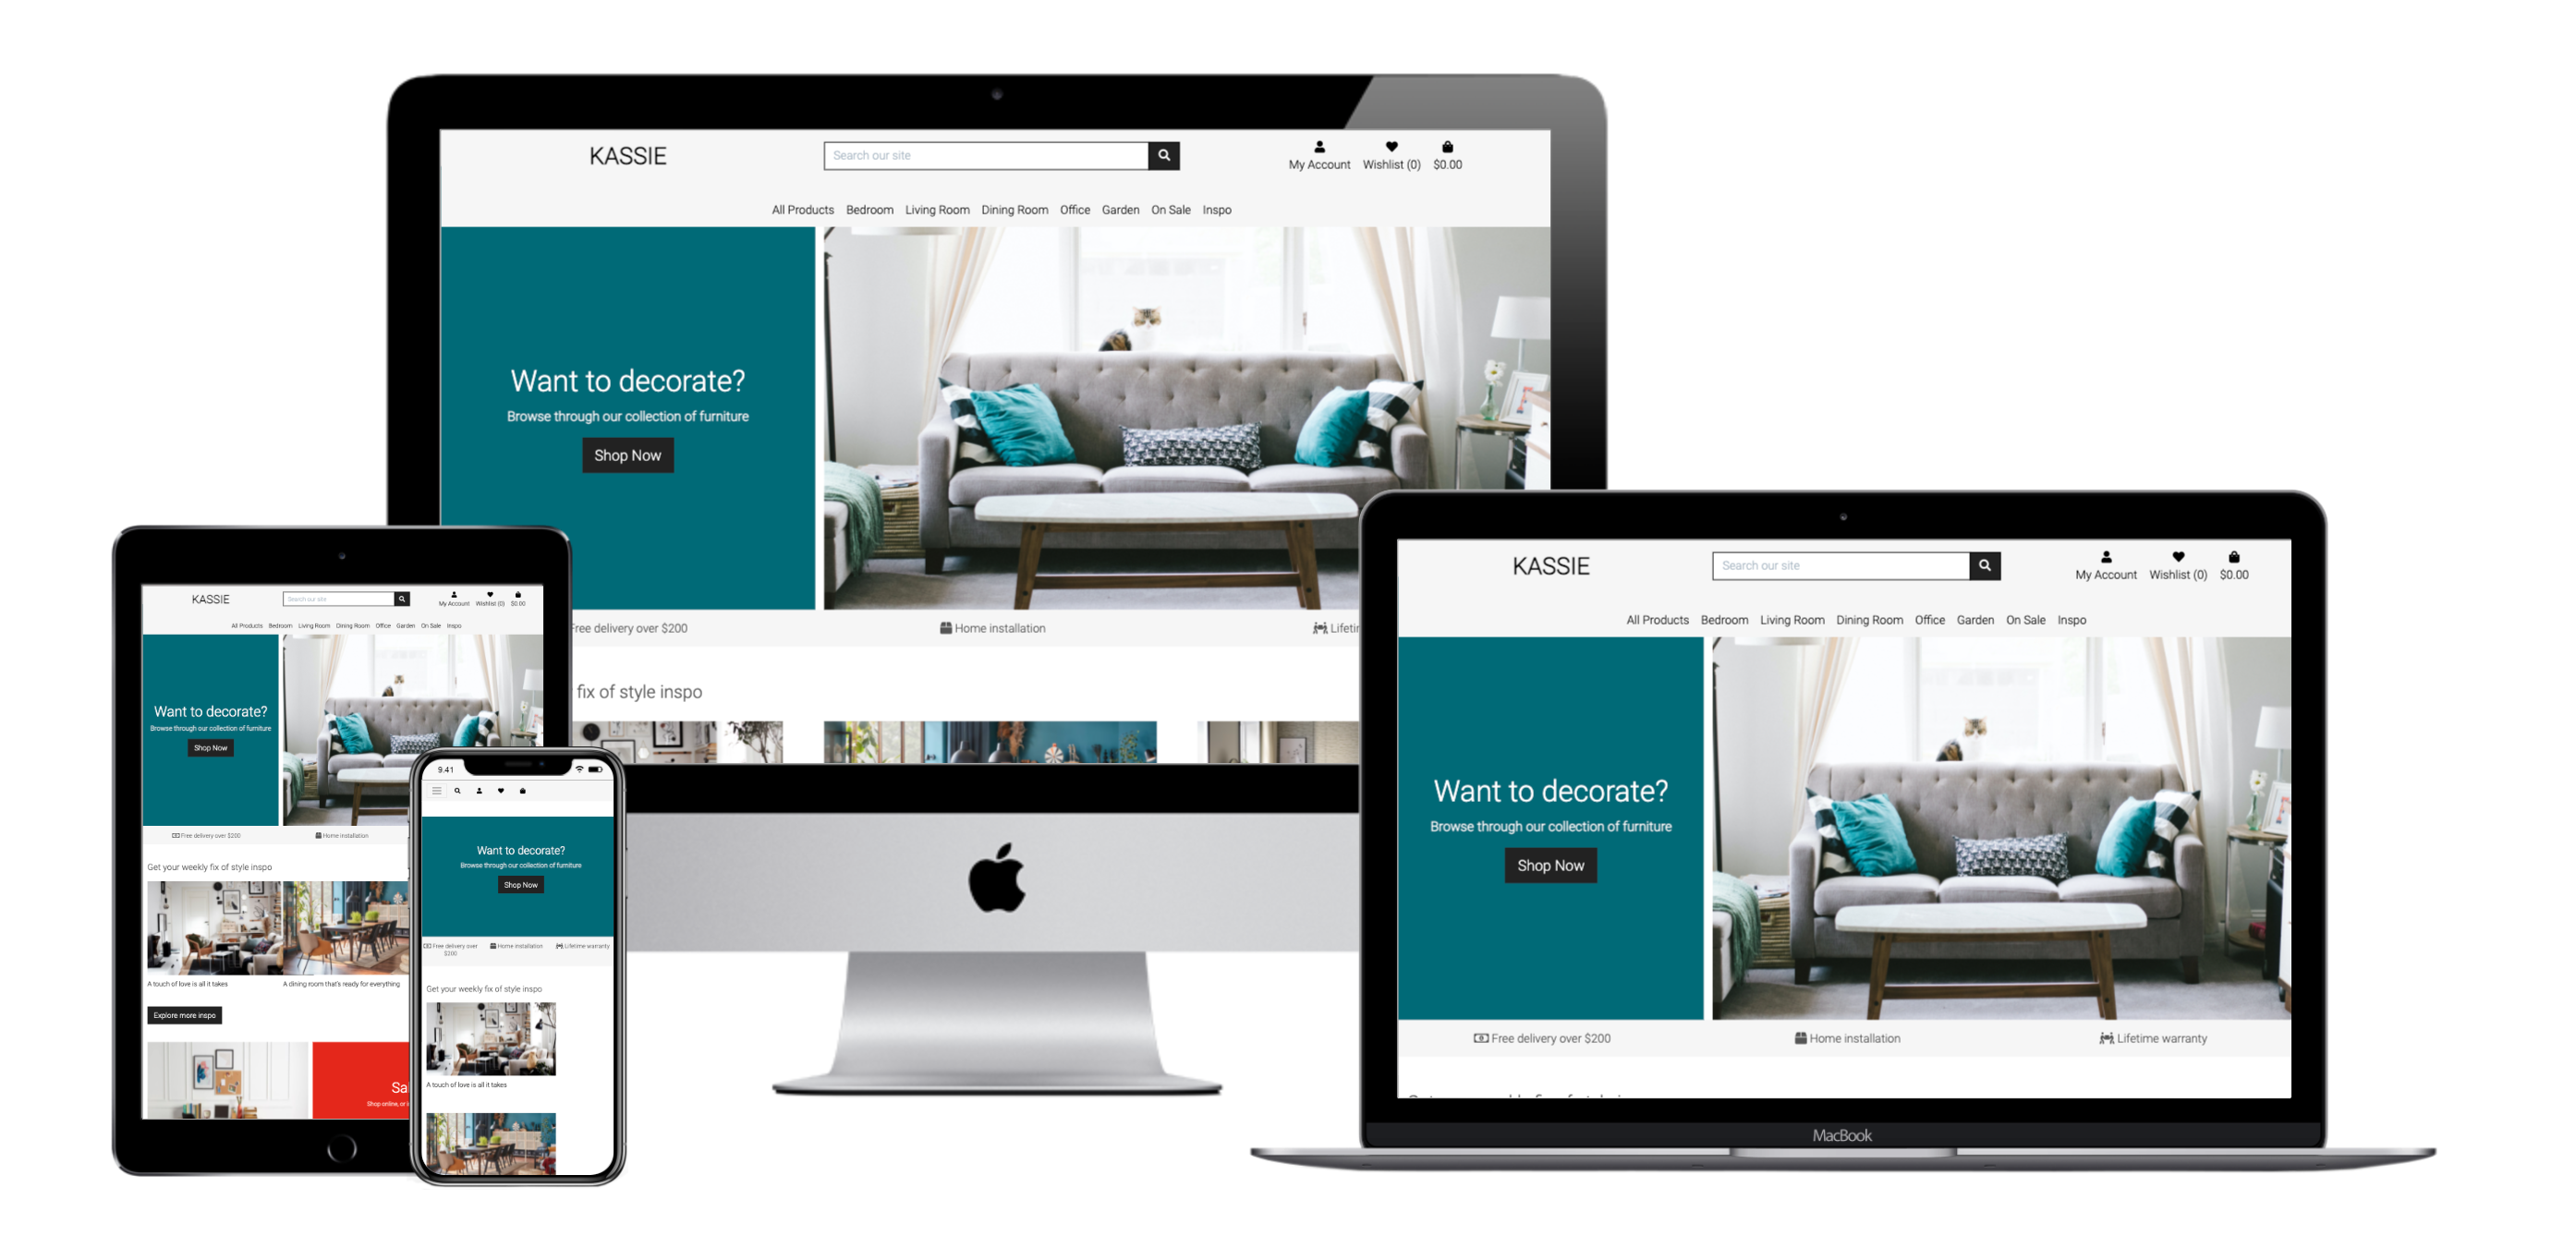 KASSIE
Search our site
My Account Wishlist (0) $0.00
All Products Bedroom Living Room Dining Room Office Garden On Sale Inspo
Want to decorate?
Browse through our collection of furniture
Shop Now
Free delivery over $200 Home installation
fix of style inspo
KASSIE
Search our site
My Account Wishlist (0) $0.00
All Products Bedroom Living Room Dining Room Office Garden On Sale Inspo
Want to decorate?
Browse through our collection of furniture
Shop Now
Free delivery over $200 Home installation
Get your weekly fix of style inspo
A touch of love is all it takes A dining room that's ready for everything
Explore more inspo
Shop online, or
9.41
Want to decorate?
Browse through our collection of furniture
Shop Now
Free delivery over Home installation Lifetime warranty
$200
Get your weekly fix of style inspo
A touch of love is all it takes
KASSIE
Search our site
My Account Wishlist (0) $0.00
All Products Bedroom Living Room Dining Room Office Garden On Sale Inspo
Want to decorate?
Browse through our collection of furniture
Shop Now
Free delivery over $200 Home installation Lifetime warranty
MacBook